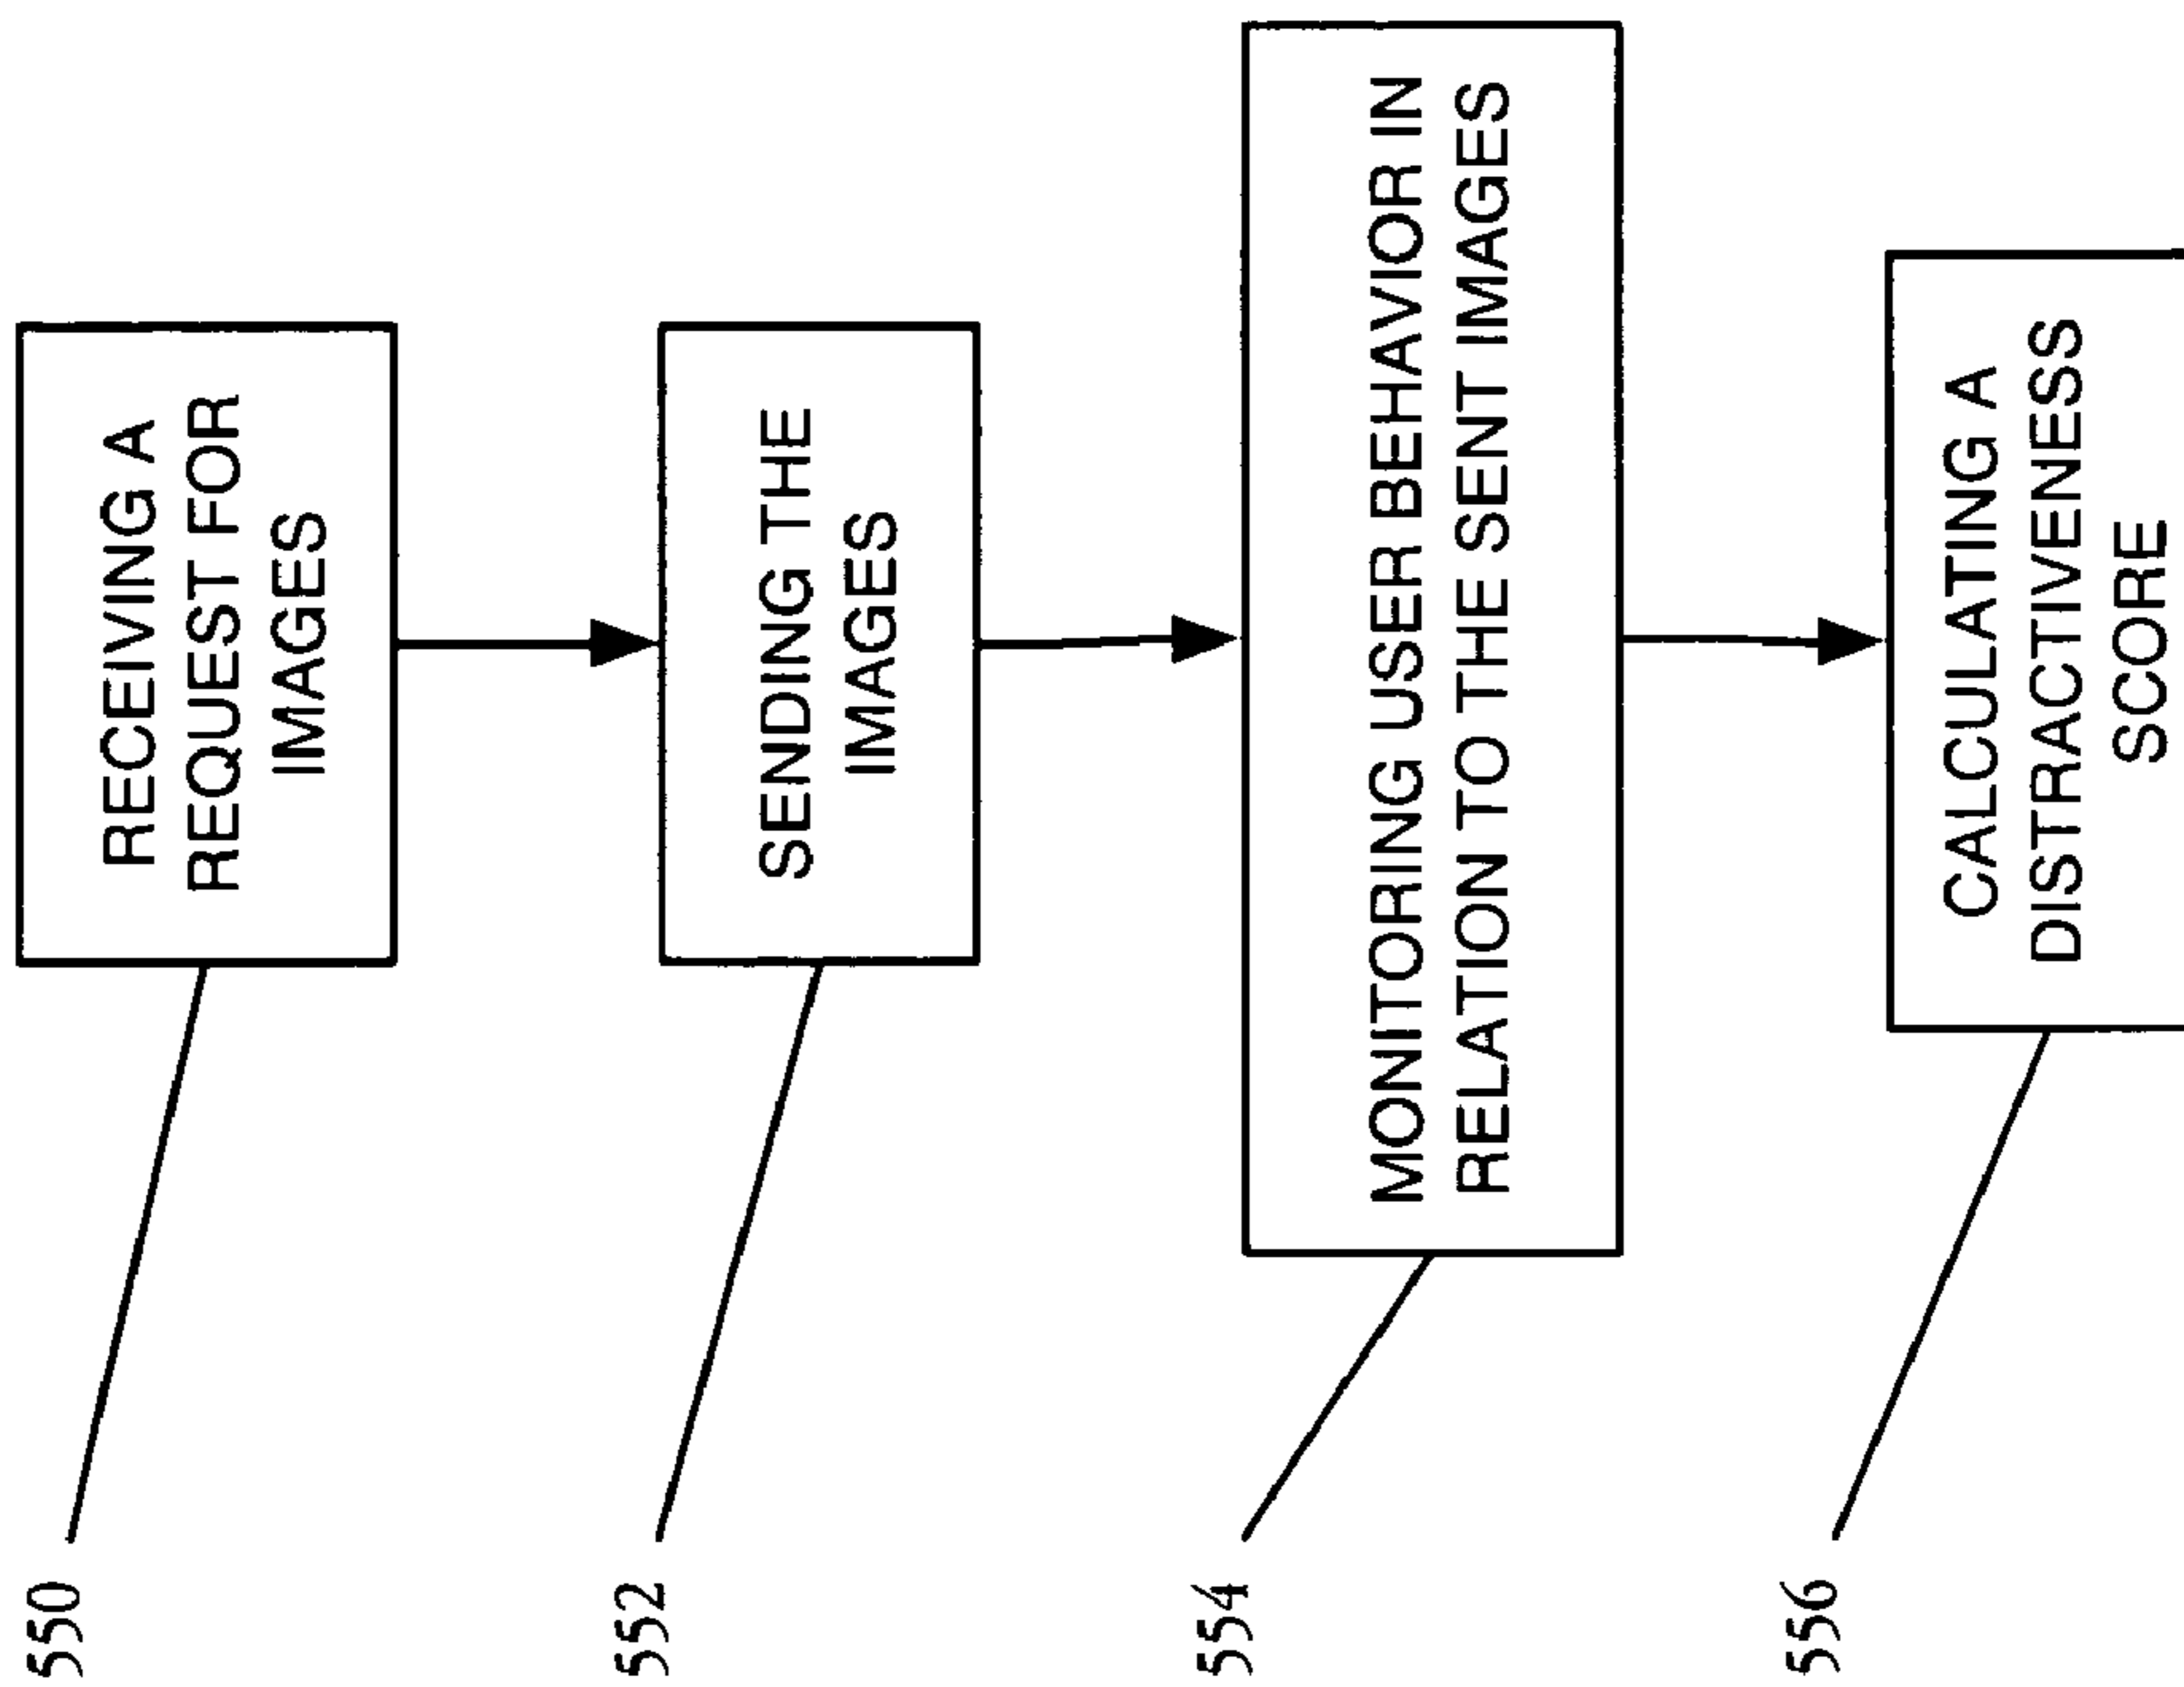 550
RECEIVING A
REQUEST FOR
IMAGES
552
SENDING THE
IMAGES
554
MONITORING USER BEHAVIOR IN
RELATION TO THE SENT IMAGES
556
CALCULATING A
DISTRACTIVENESS
SCORE